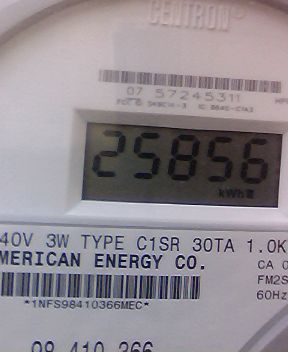 CENTRON®
07 57245311
25856
kWh
40V 3W TYPE C1SR 30TA 1.0K
MERICAN ENERGY CO.
CA 0
FM2S
60Hz
*1NFS98410366MEC*
98 410 366